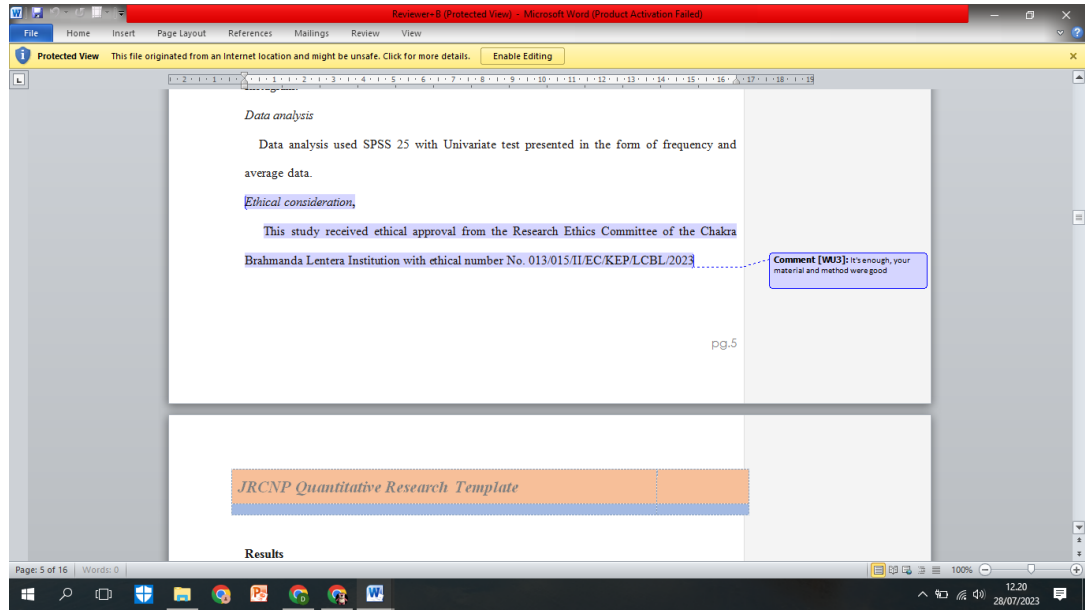 Reviewer+B (Protected View) - Microsoft Word (Product Activation Failed)
File Home Insert Page Layout References Mailings Review View
Protected View This file originated from an Internet location and might be unsafe. Click for more details. Enable Editing
Data analysis
Data analysis used SPSS 25 with Univariate test presented in the form of frequency and
average data.
Ethical consideration,
This study received ethical approval from the Research Ethics Committee of the Chakra
Brahmanda Lentera Institution with ethical number No. 013/015/II/EC/KEP/LCBL/2023
Comment [WU3]: It's enough, your
material and method were good
pg.5
JRCNP Quantitative Research Template
Results
Page: 5 of 16 Words: 0 100%
12.20
28/07/2023